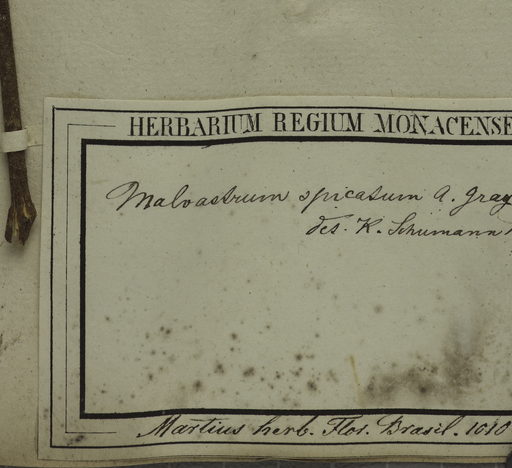 HERBARIUM REGIUM MONACENSE
Malvastrum spicatum A. Gray
det. K. Schumann
Martius herb. Flor. Brasil. 1010